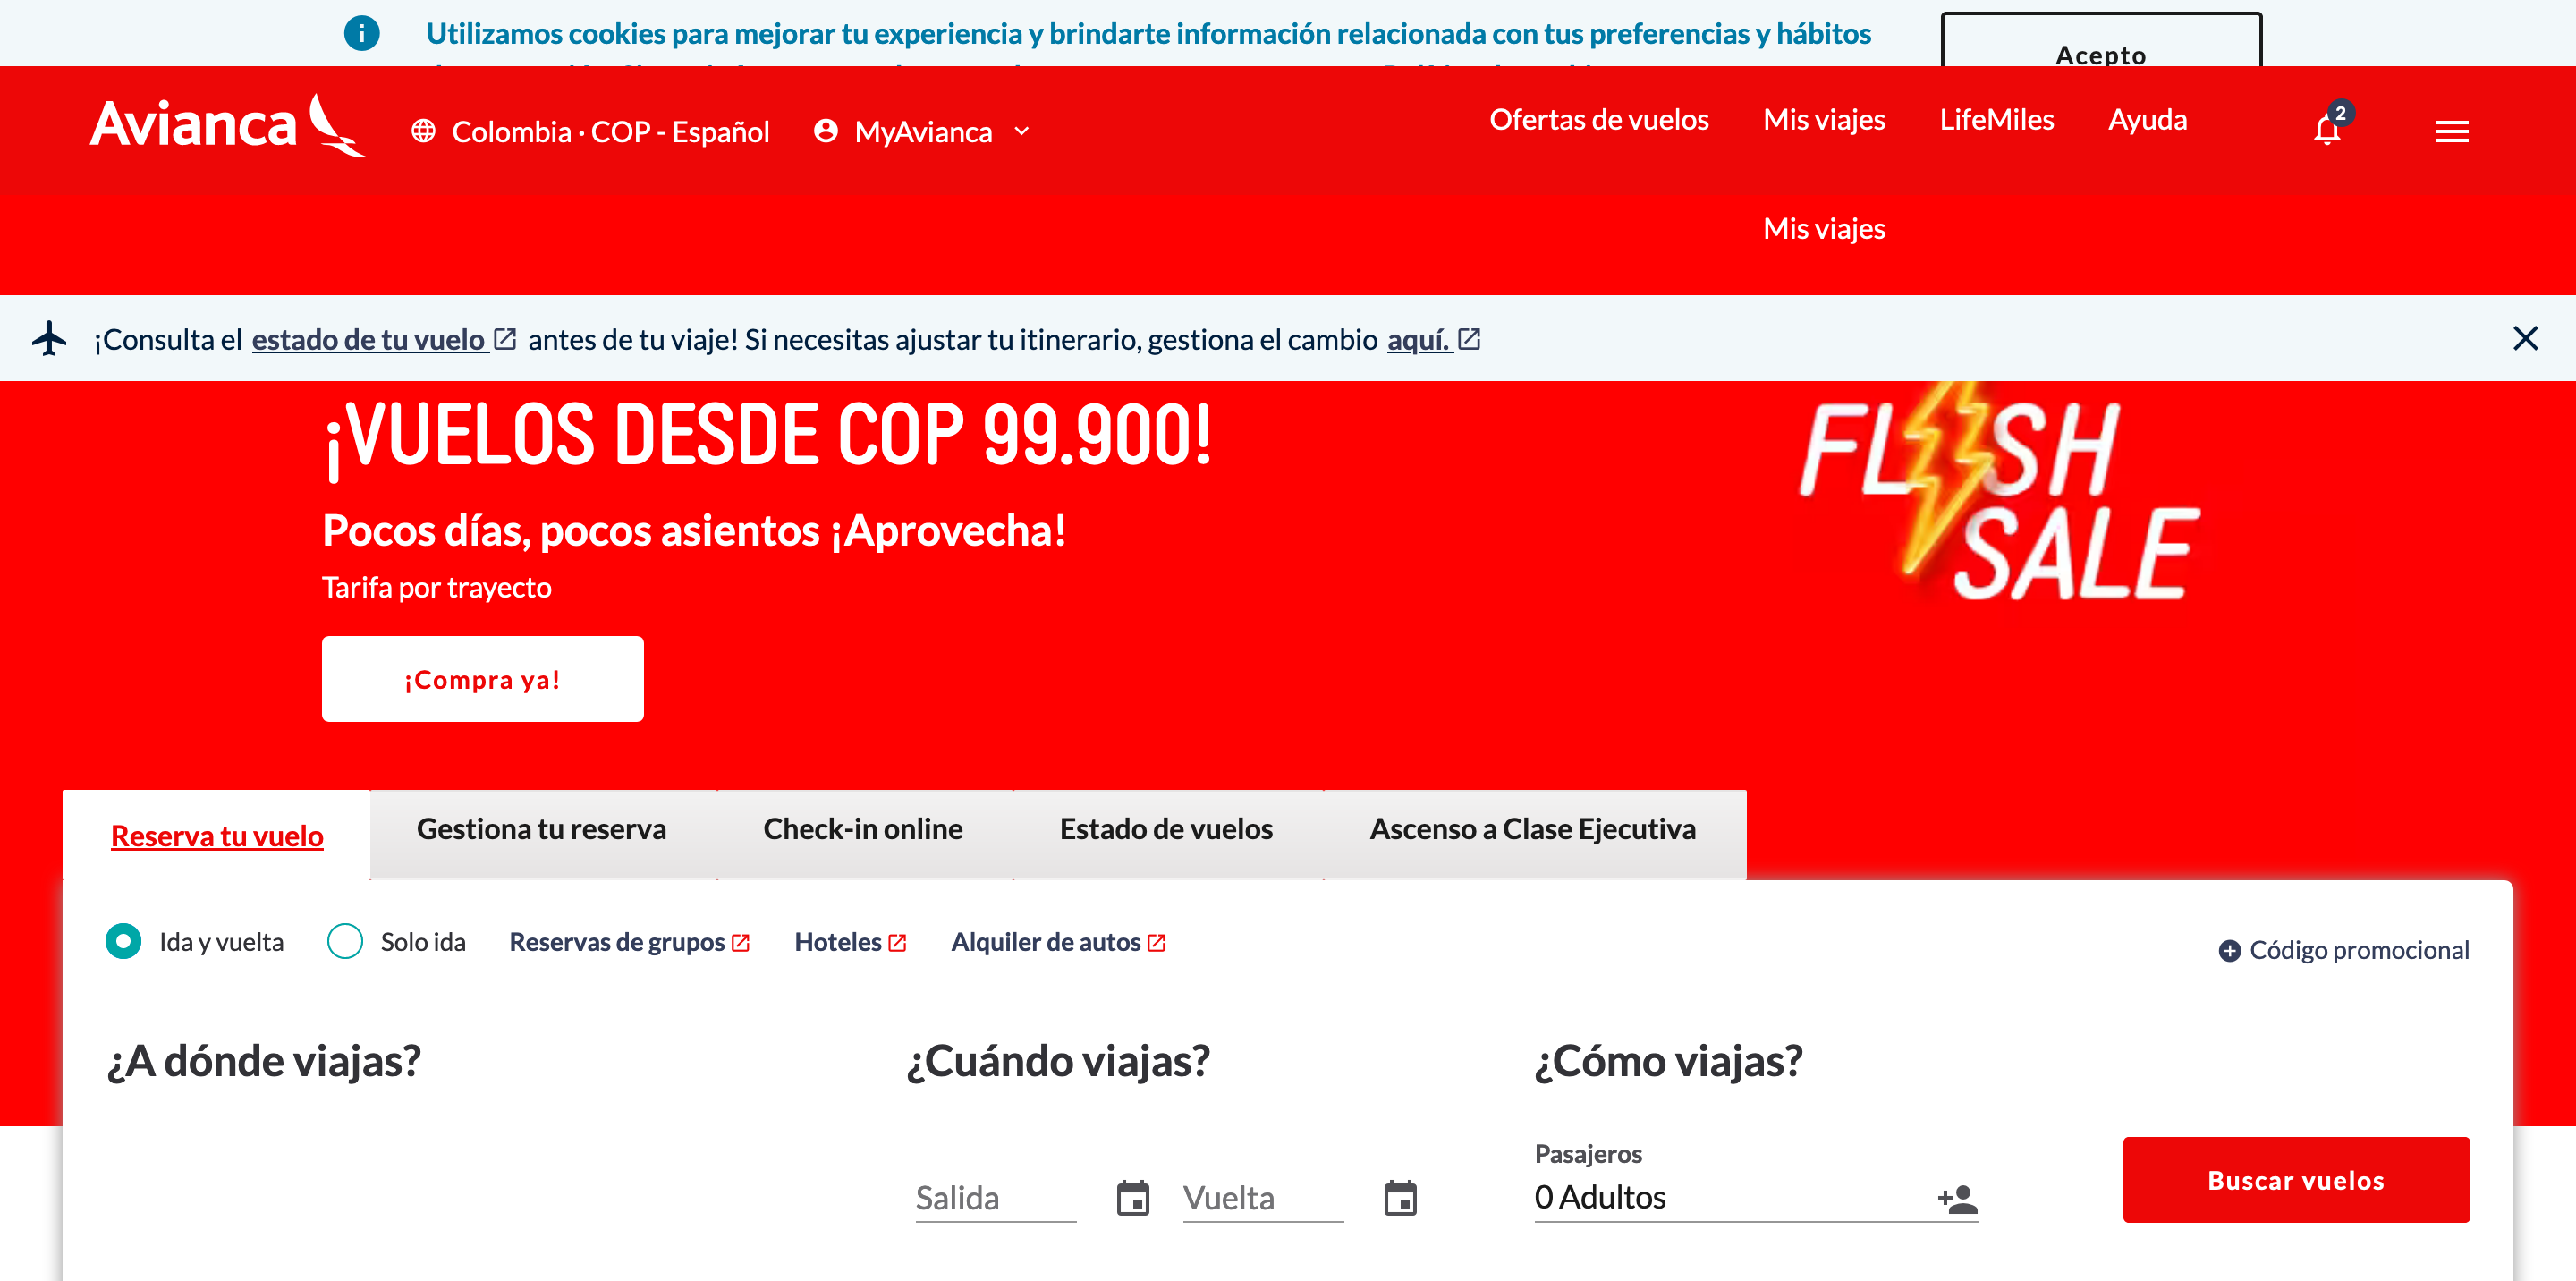 Utilizamos cookies para mejorar tu experiencia y brindarte información relacionada con tus preferencias y hábitos
Acepto
Avianca
Colombia · COP - Español
MyAvianca
Ofertas de vuelos
Mis viajes
LifeMiles
Ayuda
2
Mis viajes
¡Consulta el estado de tu vuelo antes de tu viaje! Si necesitas ajustar tu itinerario, gestiona el cambio aquí.
¡VUELOS DESDE COP 99.900!
Pocos días, pocos asientos ¡Aprovecha!
Tarifa por trayecto
¡Compra ya!
FLASH
SALE
Reserva tu vuelo
Gestiona tu reserva
Check-in online
Estado de vuelos
Ascenso a Clase Ejecutiva
Ida y vuelta
Solo ida
Reservas de grupos
Hoteles
Alquiler de autos
Código promocional
¿A dónde viajas?
¿Cuándo viajas?
¿Cómo viajas?
Salida
Vuelta
Pasajeros
0 Adultos
Buscar vuelos